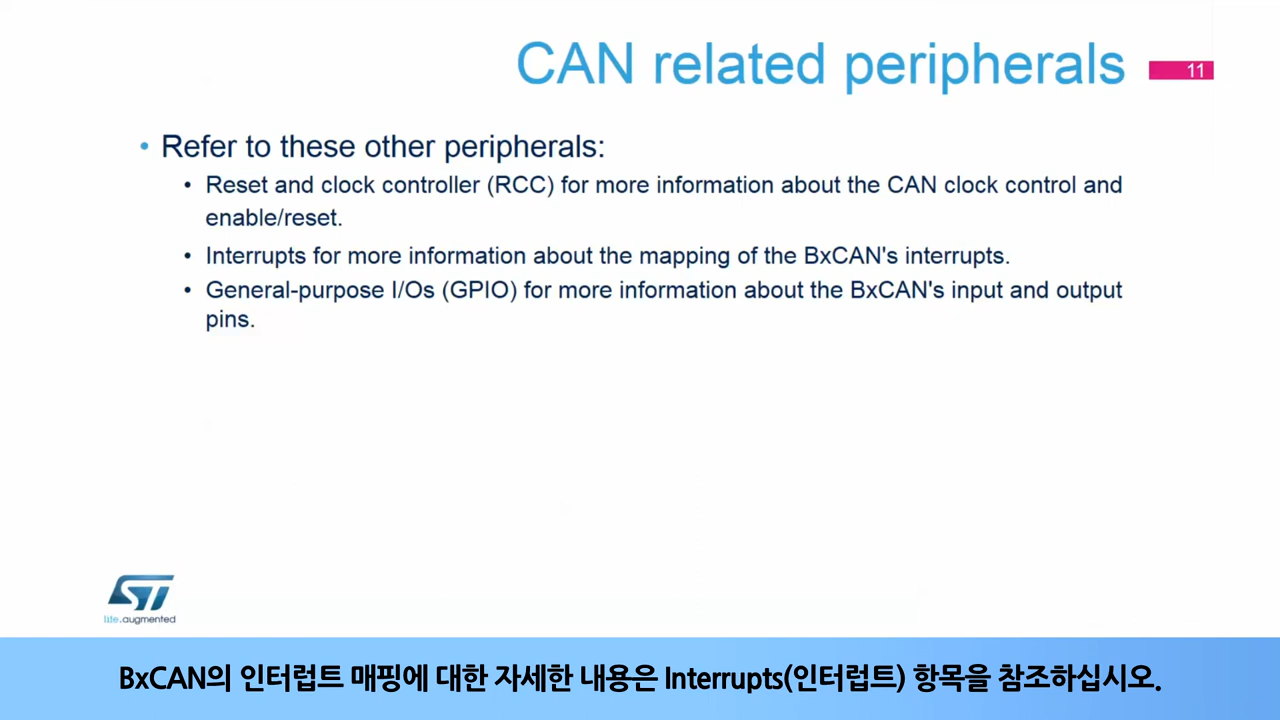 CAN related peripherals
11
• Refer to these other peripherals:
• Reset and clock controller (RCC) for more information about the CAN clock control and
enable/reset.
• Interrupts for more information about the mapping of the BxCAN's interrupts.
• General-purpose I/Os (GPIO) for more information about the BxCAN's input and output
pins.
ST
life.augmented
BxCAN의 인터럽트 매핑에 대한 자세한 내용은 Interrupts(인터럽트) 항목을 참조하십시오.